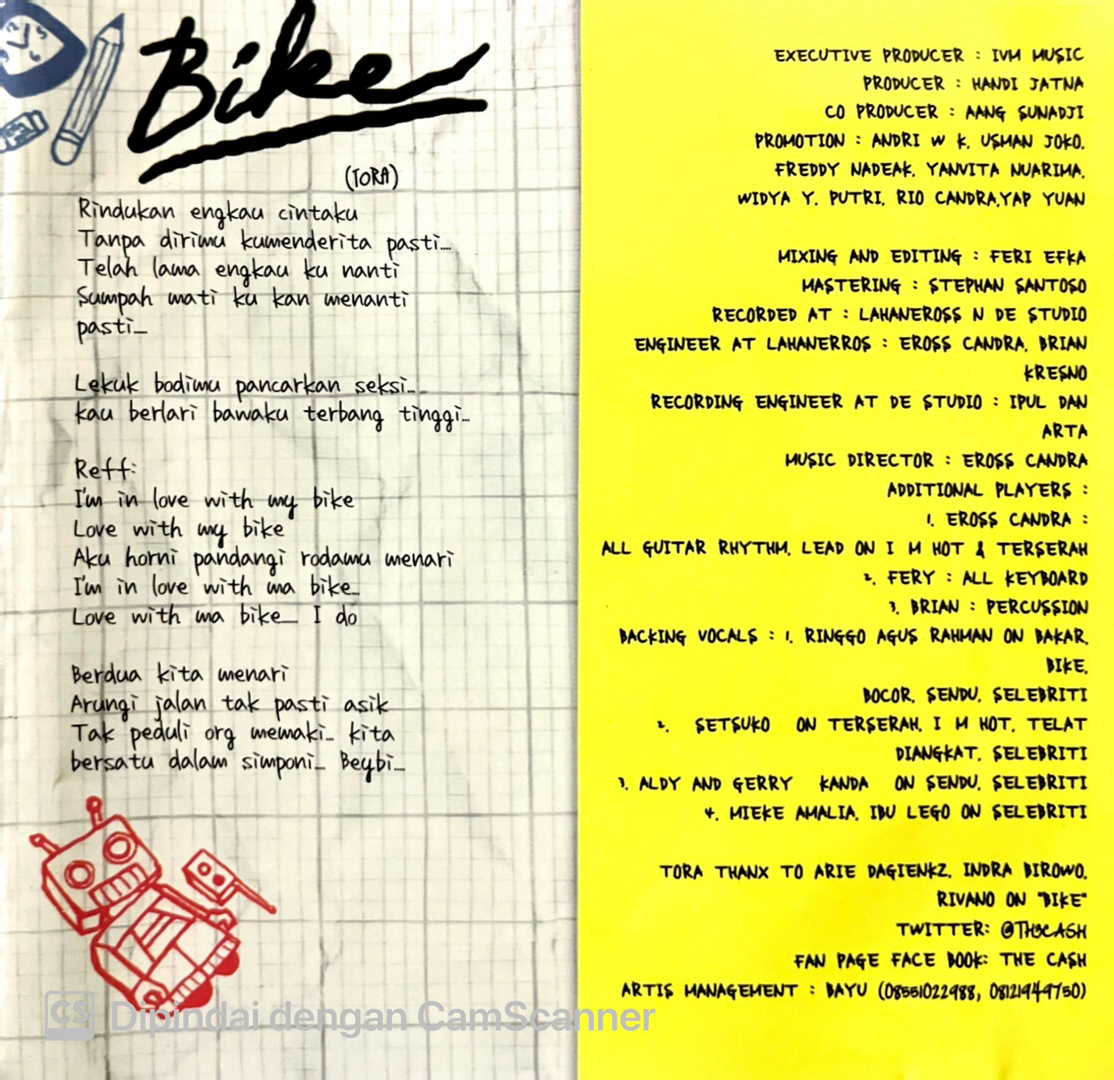 Bike
(TORA)
Rindukan engkau cintaku
Tanpa dirimu kumenderita pasti...
Telah lama engkau ku nanti
Sumpah mati ku kan menanti
pasti...
Lekuk bodimu pancarkan seksi...
kau berlari bawaku terbang tinggi...
Reff:
I'm in love with my bike
Love with my bike
Aku horni pandangi rodamu menari
I'm in love with ma bike...
Love with ma bike.... I do
Berdua kita menari
Arungi jalan tak pasti asik
Tak peduli org memaki... kita
bersatu dalam simponi... Beybi...
EXECUTIVE PRODUCER : IVM MUSIC
PRODUCER : HANDI JATNA
CO PRODUCER : AANG SUNADJI
PROMOTION : ANDRI W K, USMAN JOKO,
FREDDY NADEAK, YANVITA NUARIMA,
WIDYA Y. PUTRI, RIO CANDRA,YAP YUAN
MIXING AND EDITING : FERI EFKA
MASTERING : STEPHAN SANTOSO
RECORDED AT : LAHANEROSS N DE STUDIO
ENGINEER AT LAHANERROS : EROSS CANDRA, BRIAN
KRESNO
RECORDING ENGINEER AT DE STUDIO : IPUL DAN
ARTA
MUSIC DIRECTOR : EROSS CANDRA
ADDITIONAL PLAYERS :
1. EROSS CANDRA :
ALL GUITAR RHYTHM, LEAD ON I M HOT & TERSERAH
2. FERY : ALL KEYBOARD
3. BRIAN : PERCUSSION
BACKING VOCALS : 1. RINGGO AGUS RAHMAN ON BAKAR,
BIKE,
BOCOR, SENDU, SELEBRITI
2. SETSUKO ON TERSERAH, I M HOT, TELAT
DIANGKAT, SELEBRITI
3. ALDY AND GERRY KANDA ON SENDU, SELEBRITI
4. MIEKE AMALIA, IBU LEGO ON SELEBRITI
TORA THANX TO ARIE DAGIENKZ, INDRA BIROWO,
RIVANO ON "BIKE"
TWITTER: @TH3CASH
FAN PAGE FACE BOOK: THE CASH
ARTIS MANAGEMENT : BAYU (08551022988, 08121949750)
CS Dipindai dengan CamScanner